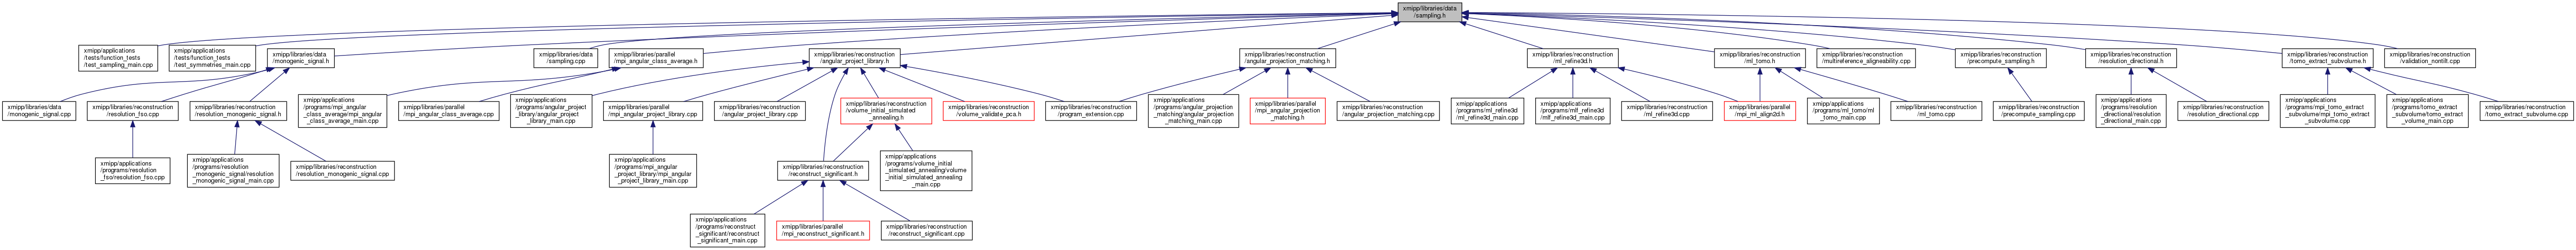 xmipp/libraries/data
/sampling.h
xmipp/applications
/tests/function_tests
/test_sampling_main.cpp
xmipp/applications
/tests/function_tests
/test_symmetries_main.cpp
xmipp/libraries/data
/monogenic_signal.h
xmipp/libraries/data
/sampling.cpp
xmipp/libraries/parallel
/mpi_angular_class_average.h
xmipp/libraries/reconstruction
/angular_project_library.h
xmipp/libraries/reconstruction
/angular_projection_matching.h
xmipp/libraries/reconstruction
/ml_refine3d.h
xmipp/libraries/reconstruction
/ml_tomo.h
xmipp/libraries/reconstruction
/multireference_aligneability.cpp
xmipp/libraries/reconstruction
/precompute_sampling.h
xmipp/libraries/reconstruction
/resolution_directional.h
xmipp/libraries/reconstruction
/tomo_extract_subvolume.h
xmipp/libraries/reconstruction
/validation_nontilt.cpp
xmipp/libraries/data
/monogenic_signal.cpp
xmipp/libraries/reconstruction
/resolution_fso.cpp
xmipp/libraries/reconstruction
/resolution_monogenic_signal.h
xmipp/applications
/programs/mpi_angular
_class_average/mpi_angular
_class_average_main.cpp
xmipp/libraries/parallel
/mpi_angular_class_average.cpp
xmipp/applications
/programs/angular_project
_library/angular_project
_library_main.cpp
xmipp/libraries/parallel
/mpi_angular_project_library.cpp
xmipp/libraries/reconstruction
/angular_project_library.cpp
xmipp/libraries/reconstruction
/volume_initial_simulated
_annealing.h
xmipp/libraries/reconstruction
/volume_validate_pca.h
xmipp/libraries/reconstruction
/program_extension.cpp
xmipp/applications
/programs/angular_projection
_matching/angular_projection
_matching_main.cpp
xmipp/libraries/parallel
/mpi_angular_projection
_matching.h
xmipp/libraries/reconstruction
/angular_projection_matching.cpp
xmipp/applications
/programs/ml_refine3d
/ml_refine3d_main.cpp
xmipp/applications
/programs/mlf_refine3d
/mlf_refine3d_main.cpp
xmipp/libraries/reconstruction
/ml_refine3d.cpp
xmipp/libraries/parallel
/mpi_ml_align2d.h
xmipp/applications
/programs/ml_tomo/ml
_tomo_main.cpp
xmipp/libraries/reconstruction
/ml_tomo.cpp
xmipp/libraries/reconstruction
/precompute_sampling.cpp
xmipp/applications
/programs/resolution
_directional/resolution
_directional_main.cpp
xmipp/libraries/reconstruction
/resolution_directional.cpp
xmipp/applications
/programs/mpi_tomo_extract
_subvolume/mpi_tomo_extract
_subvolume.cpp
xmipp/applications
/programs/tomo_extract
_subvolume/tomo_extract
_volume_main.cpp
xmipp/libraries/reconstruction
/tomo_extract_subvolume.cpp
xmipp/applications
/programs/resolution
_fso/resolution_fso.cpp
xmipp/applications
/programs/resolution
_monogenic_signal/resolution
_monogenic_signal_main.cpp
xmipp/libraries/reconstruction
/resolution_monogenic_signal.cpp
xmipp/applications
/programs/mpi_angular
_project_library/mpi_angular
_project_library_main.cpp
xmipp/libraries/reconstruction
/reconstruct_significant.h
xmipp/applications
/programs/volume_initial
_simulated_annealing/volume
_initial_simulated_annealing
_main.cpp
xmipp/applications
/programs/reconstruct
_significant/reconstruct
_significant_main.cpp
xmipp/libraries/parallel
/mpi_reconstruct_significant.h
xmipp/libraries/reconstruction
/reconstruct_significant.cpp